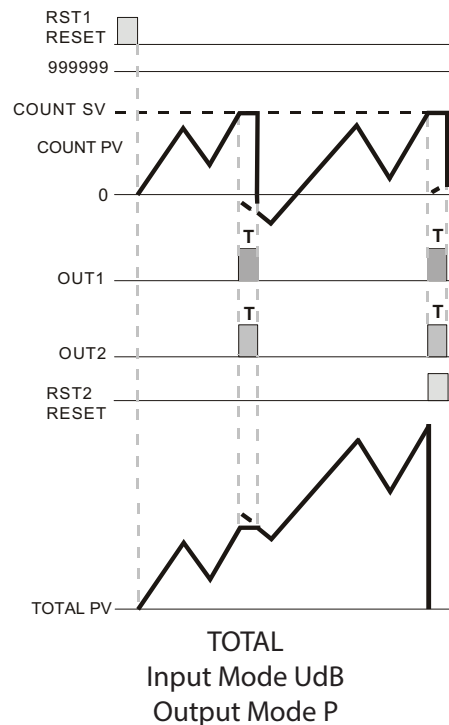 RST1
RESET
999999
COUNT SV
COUNT PV
0
T
T
OUT1
T
T
OUT2
RST2
RESET
TOTAL PV
TOTAL
Input Mode UdB
Output Mode P